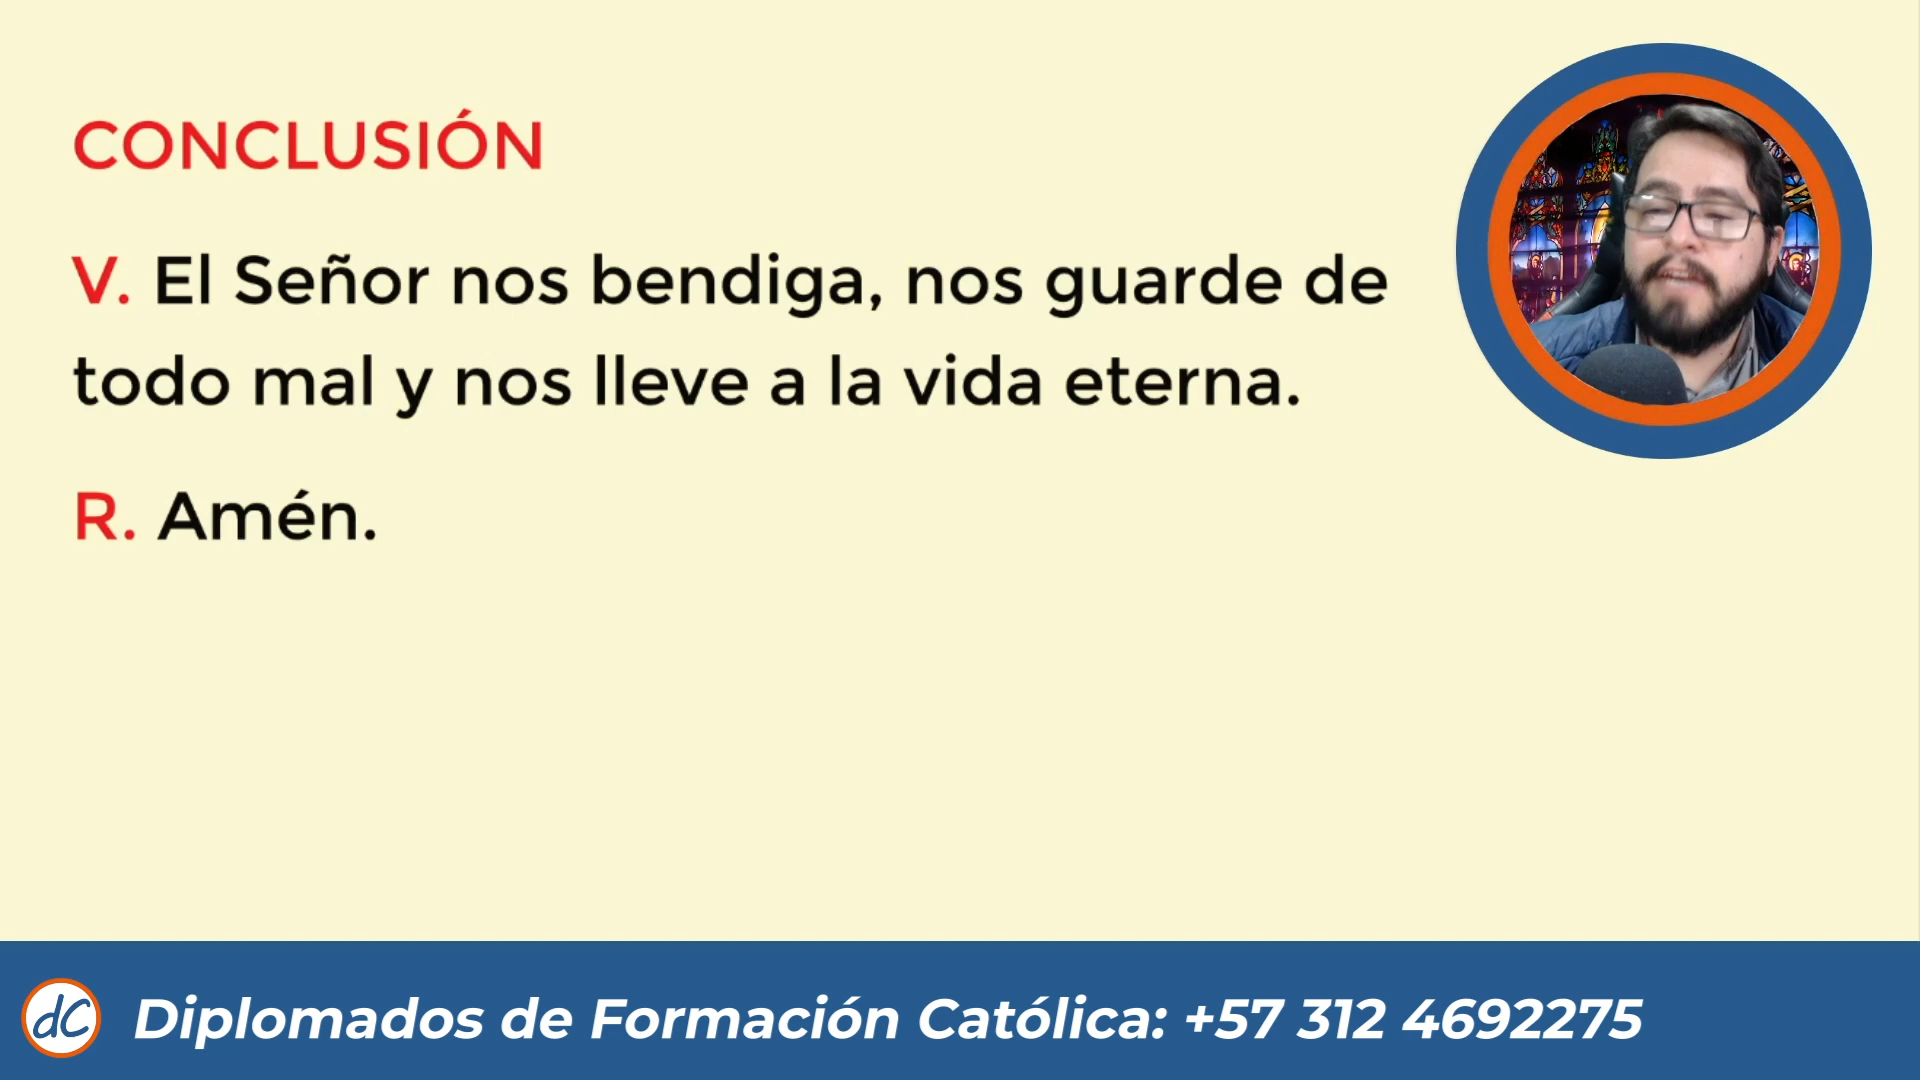 CONCLUSIÓN
V. El Señor nos bendiga, nos guarde de
todo mal y nos lleve a la vida eterna.
R. Amén.
dC Diplomados de Formación Católica: +57 312 4692275